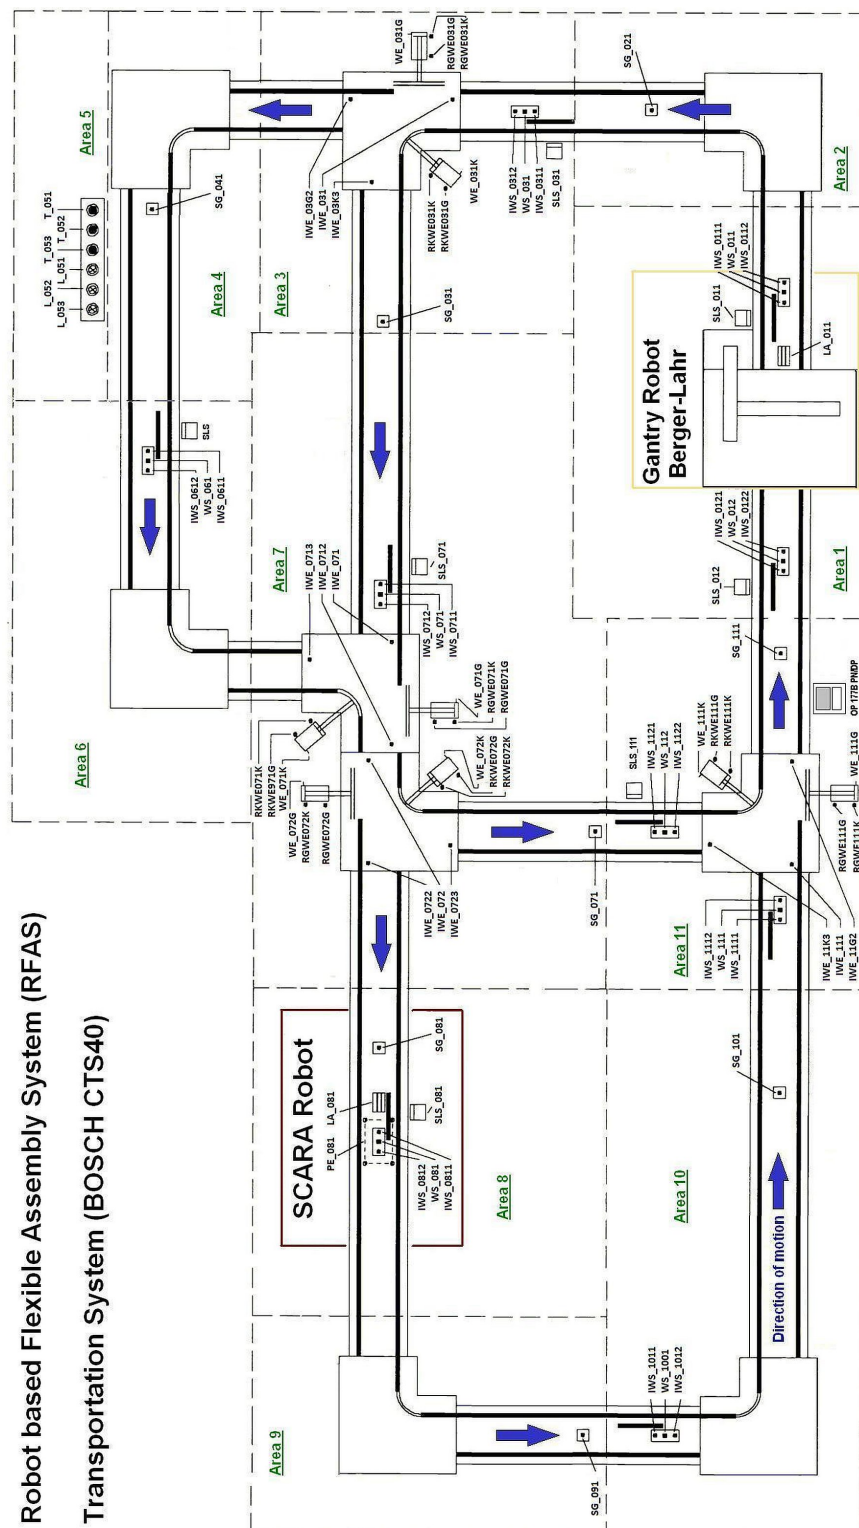 Robot based Flexible Assembly System (RFAS)
Transportation System (BOSCH CTS40)
Area 5
T_051
T_052
T_053
L_051
L_052
L_053
SG_041
Area 4
Area 3
WE_031G
RGWE031G
RGWE031K
IWE_03G2
IWE_031
IWE_03K3
RKWE031K
RKWE031G
WE_031K
IWS_0312
WS_031
IWS_0311
SLS_031
SG_021
Area 2
SG_031
IWS_0111
WS_011
IWS_0112
SLS_011
LA_011
Gantry Robot
Berger-Lahr
IWS_0612
WS_061
IWS_0611
SLS
Area 7
IWE_0713
IWE_0712
IWE_071
IWS_0712
WS_071
IWS_0711
SLS_071
IWS_0121
WS_012
IWS_0122
SLS_012
Area 1
SG_111
OP 177B PN/DP
Area 6
RKWE071K
RKWE971G
WE_071K
WE_071G
RGWE071K
RGWE071G
WE_072K
RKWE072G
RKWE072K
WE_072G
RGWE072K
RGWE072G
IWE_0722
IWE_072
IWE_0723
SG_071
SLS_111
IWS_1121
WS_112
IWS_1122
WE_111K
RKWE111G
RKWE111K
WE_111G
RGWE111G
RGWE111K
Area 11
IWS_1112
WS_111
IWS_1111
IWE_11K3
IWE_111
IWE_11G2
SCARA Robot
SG_081
LA_081
PE_081
SLS_081
IWS_0812
WS_081
IWS_0811
Area 8
SG_101
Area 10
Direction of motion
Area 9
SG_091
IWS_1011
WS_1001
IWS_1012